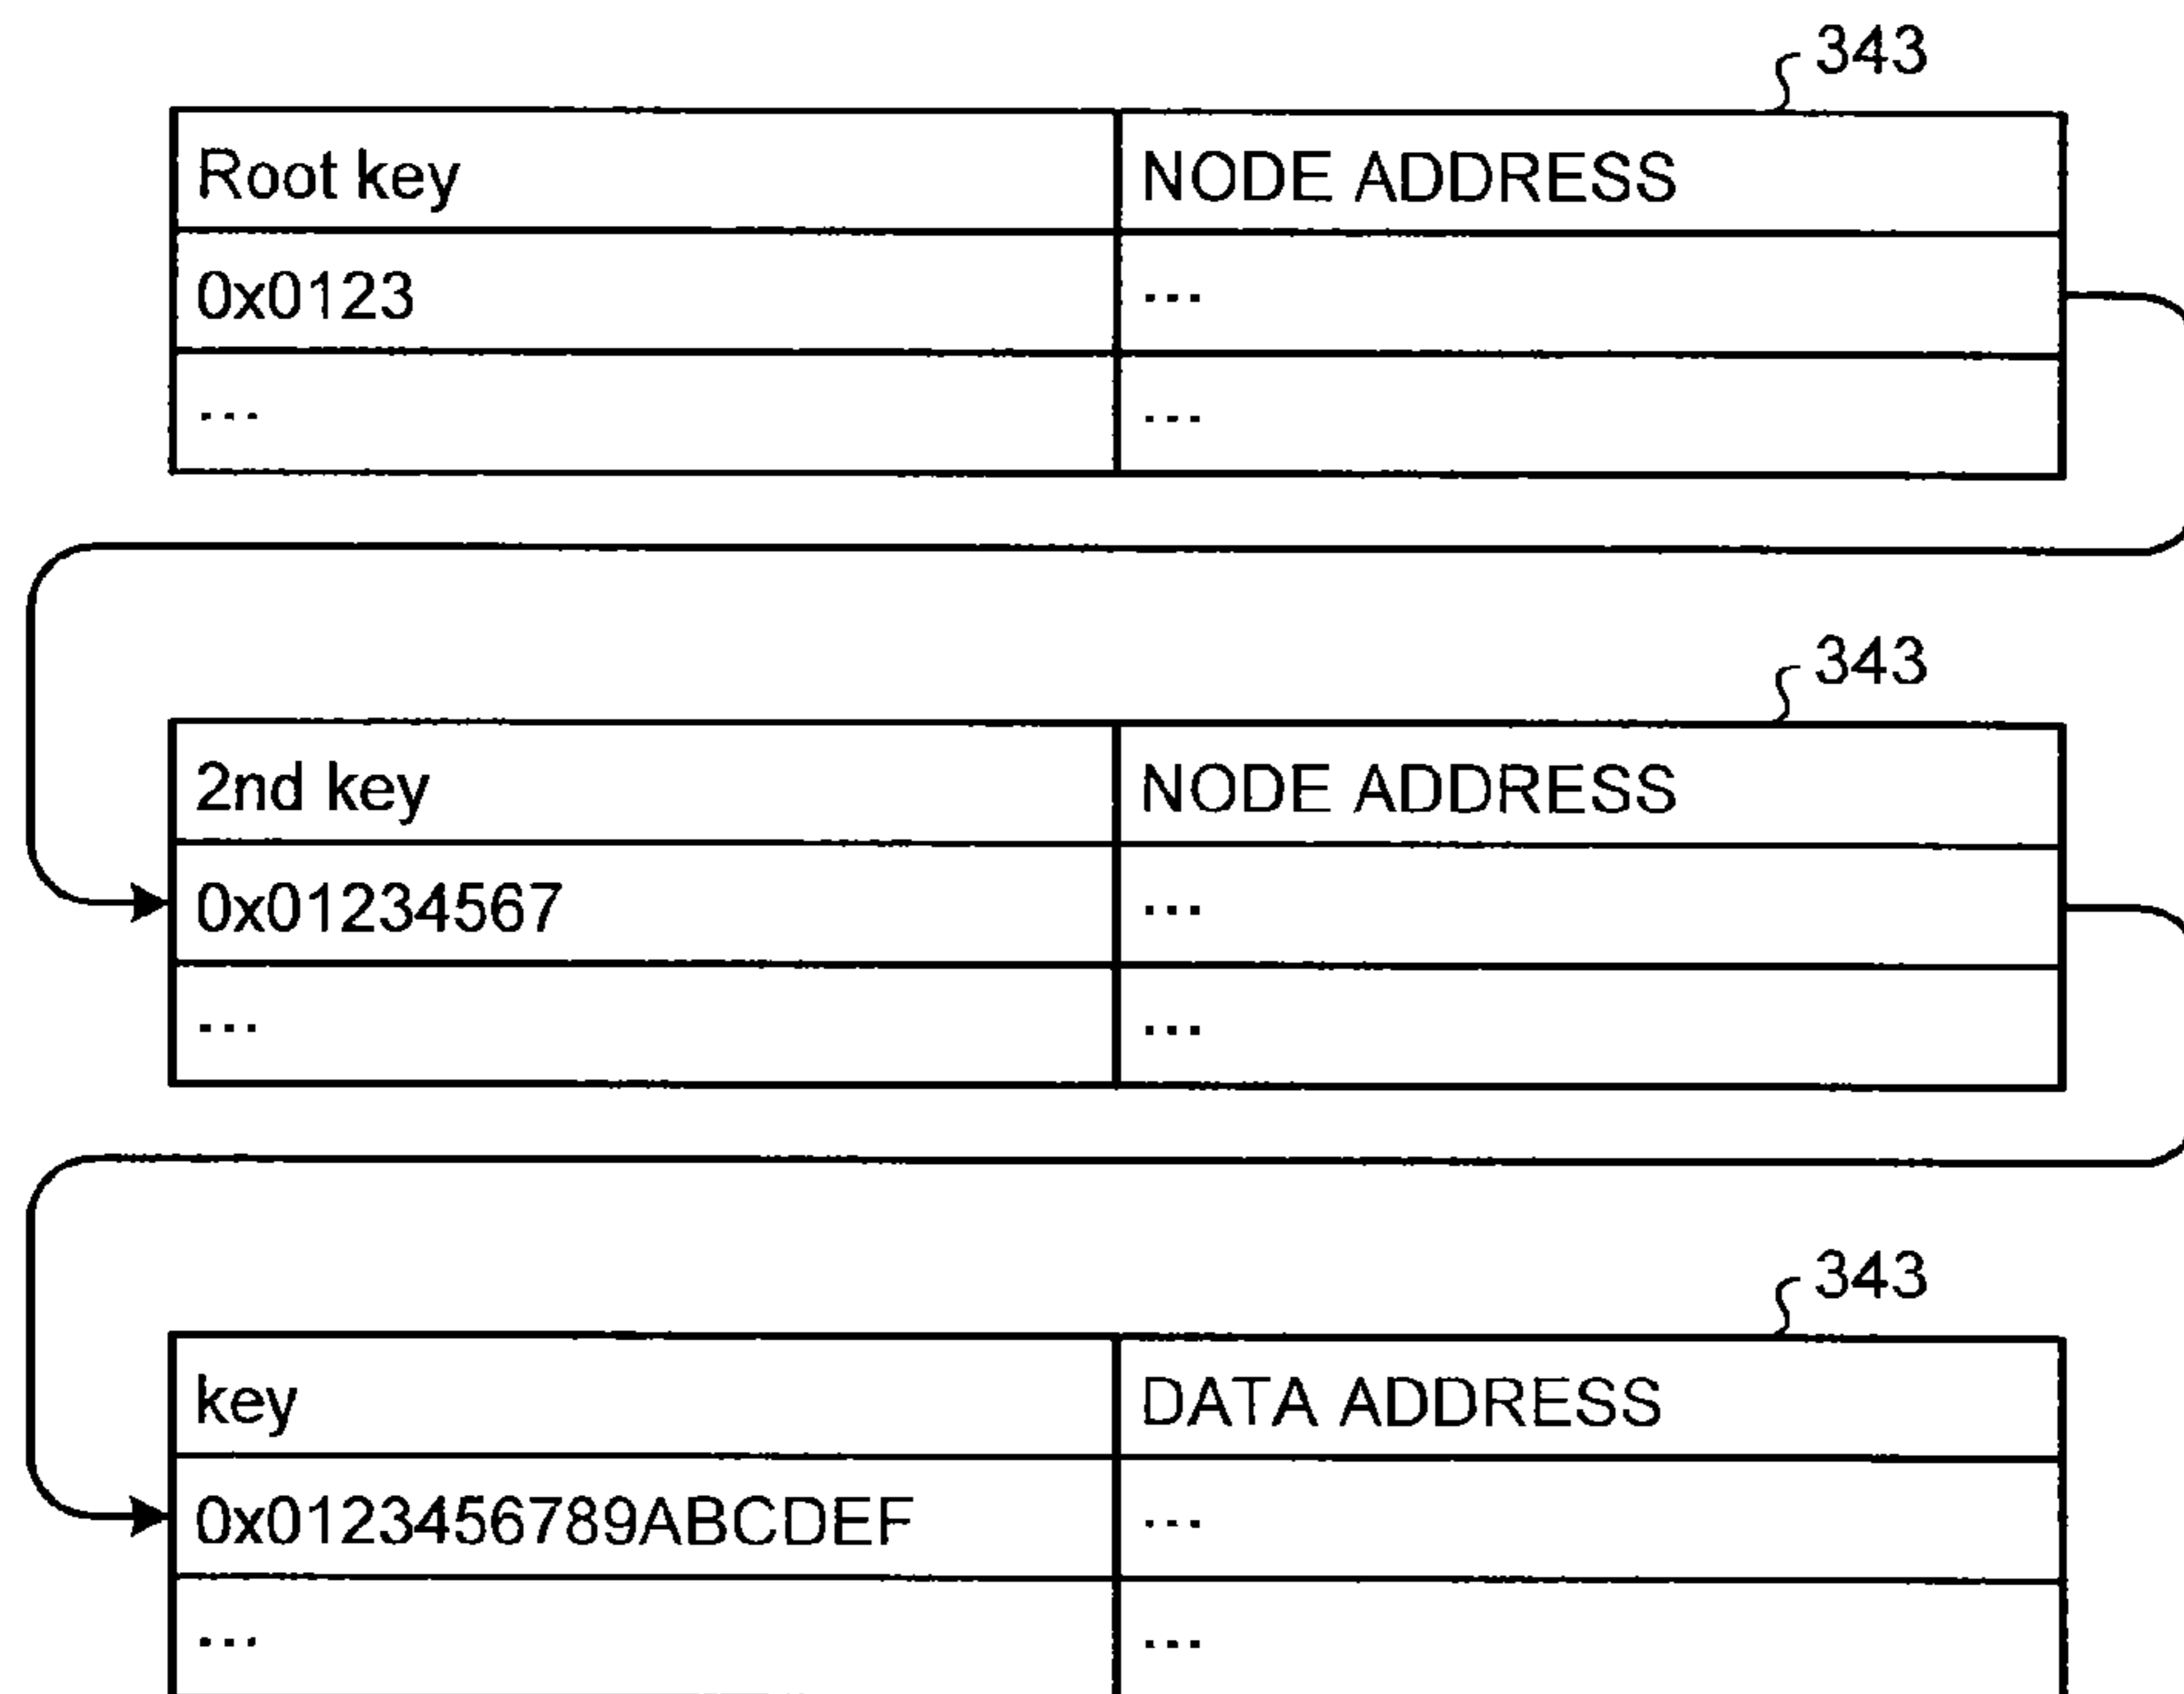 343
Root key NODE ADDRESS
0x0123 ...
... ...
343
2nd key NODE ADDRESS
0x01234567 ...
... ...
343
key DATA ADDRESS
0x0123456789ABCDEF ...
... ...